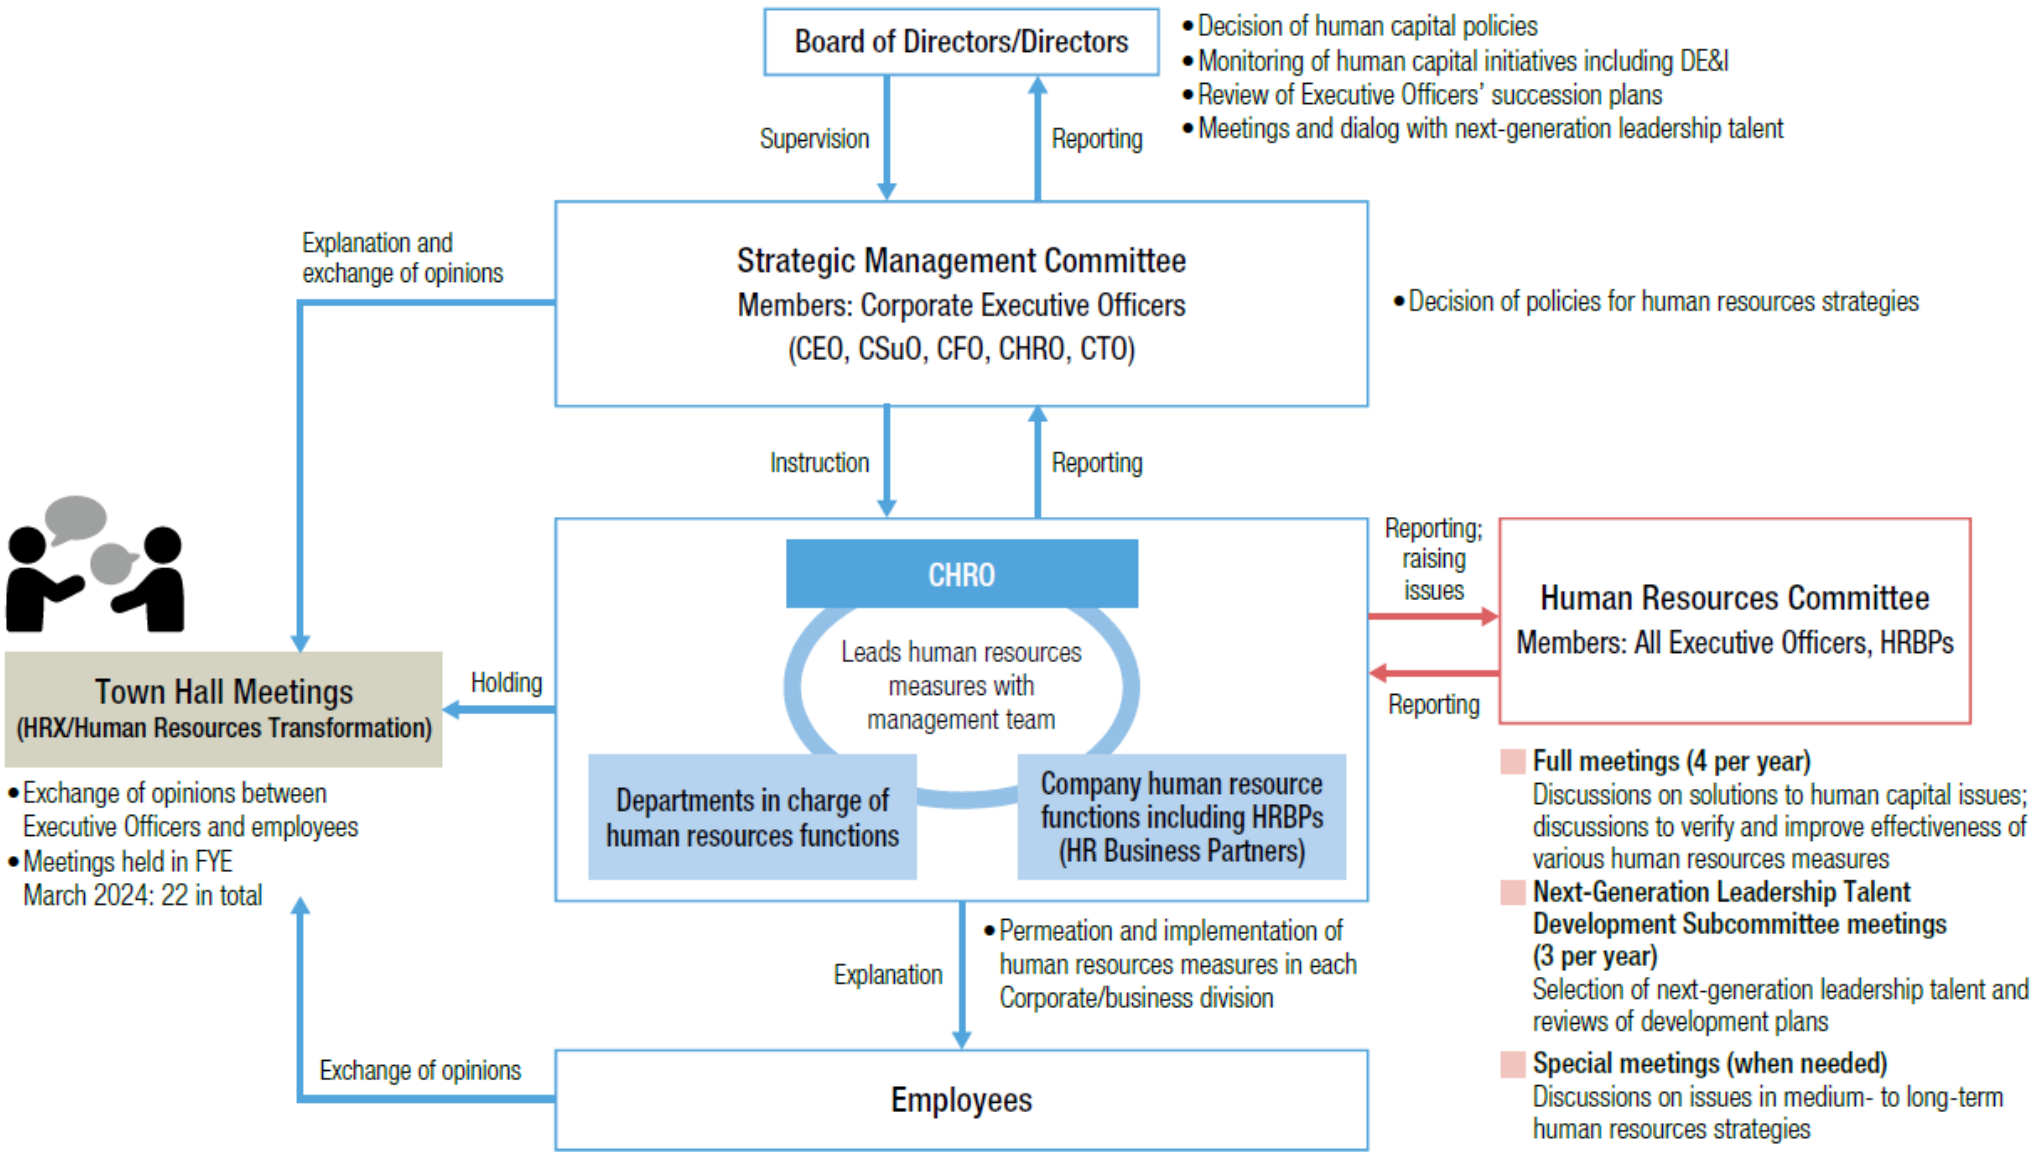 Board of Directors/Directors
• Decision of human capital policies
• Monitoring of human capital initiatives including DE&I
• Review of Executive Officers’ succession plans
• Meetings and dialog with next-generation leadership talent
Supervision
Reporting
Explanation and
exchange of opinions
Strategic Management Committee
Members: Corporate Executive Officers
(CEO, CSuO, CFO, CHRO, CTO)
• Decision of policies for human resources strategies
Instruction
Reporting
CHRO
Leads human resources
measures with
management team
Departments in charge of
human resources functions
Company human resource
functions including HRBPs
(HR Business Partners)
Reporting;
raising
issues
Reporting
Human Resources Committee
Members: All Executive Officers, HRBPs
Full meetings (4 per year)
Discussions on solutions to human capital issues;
discussions to verify and improve effectiveness of
various human resources measures
Next-Generation Leadership Talent
Development Subcommittee meetings
(3 per year)
Selection of next-generation leadership talent and
reviews of development plans
Special meetings (when needed)
Discussions on issues in medium- to long-term
human resources strategies
Holding
Town Hall Meetings
(HRX/Human Resources Transformation)
• Exchange of opinions between
Executive Officers and employees
• Meetings held in FYE
March 2024: 22 in total
Explanation
• Permeation and implementation of
human resources measures in each
Corporate/business division
Exchange of opinions
Employees